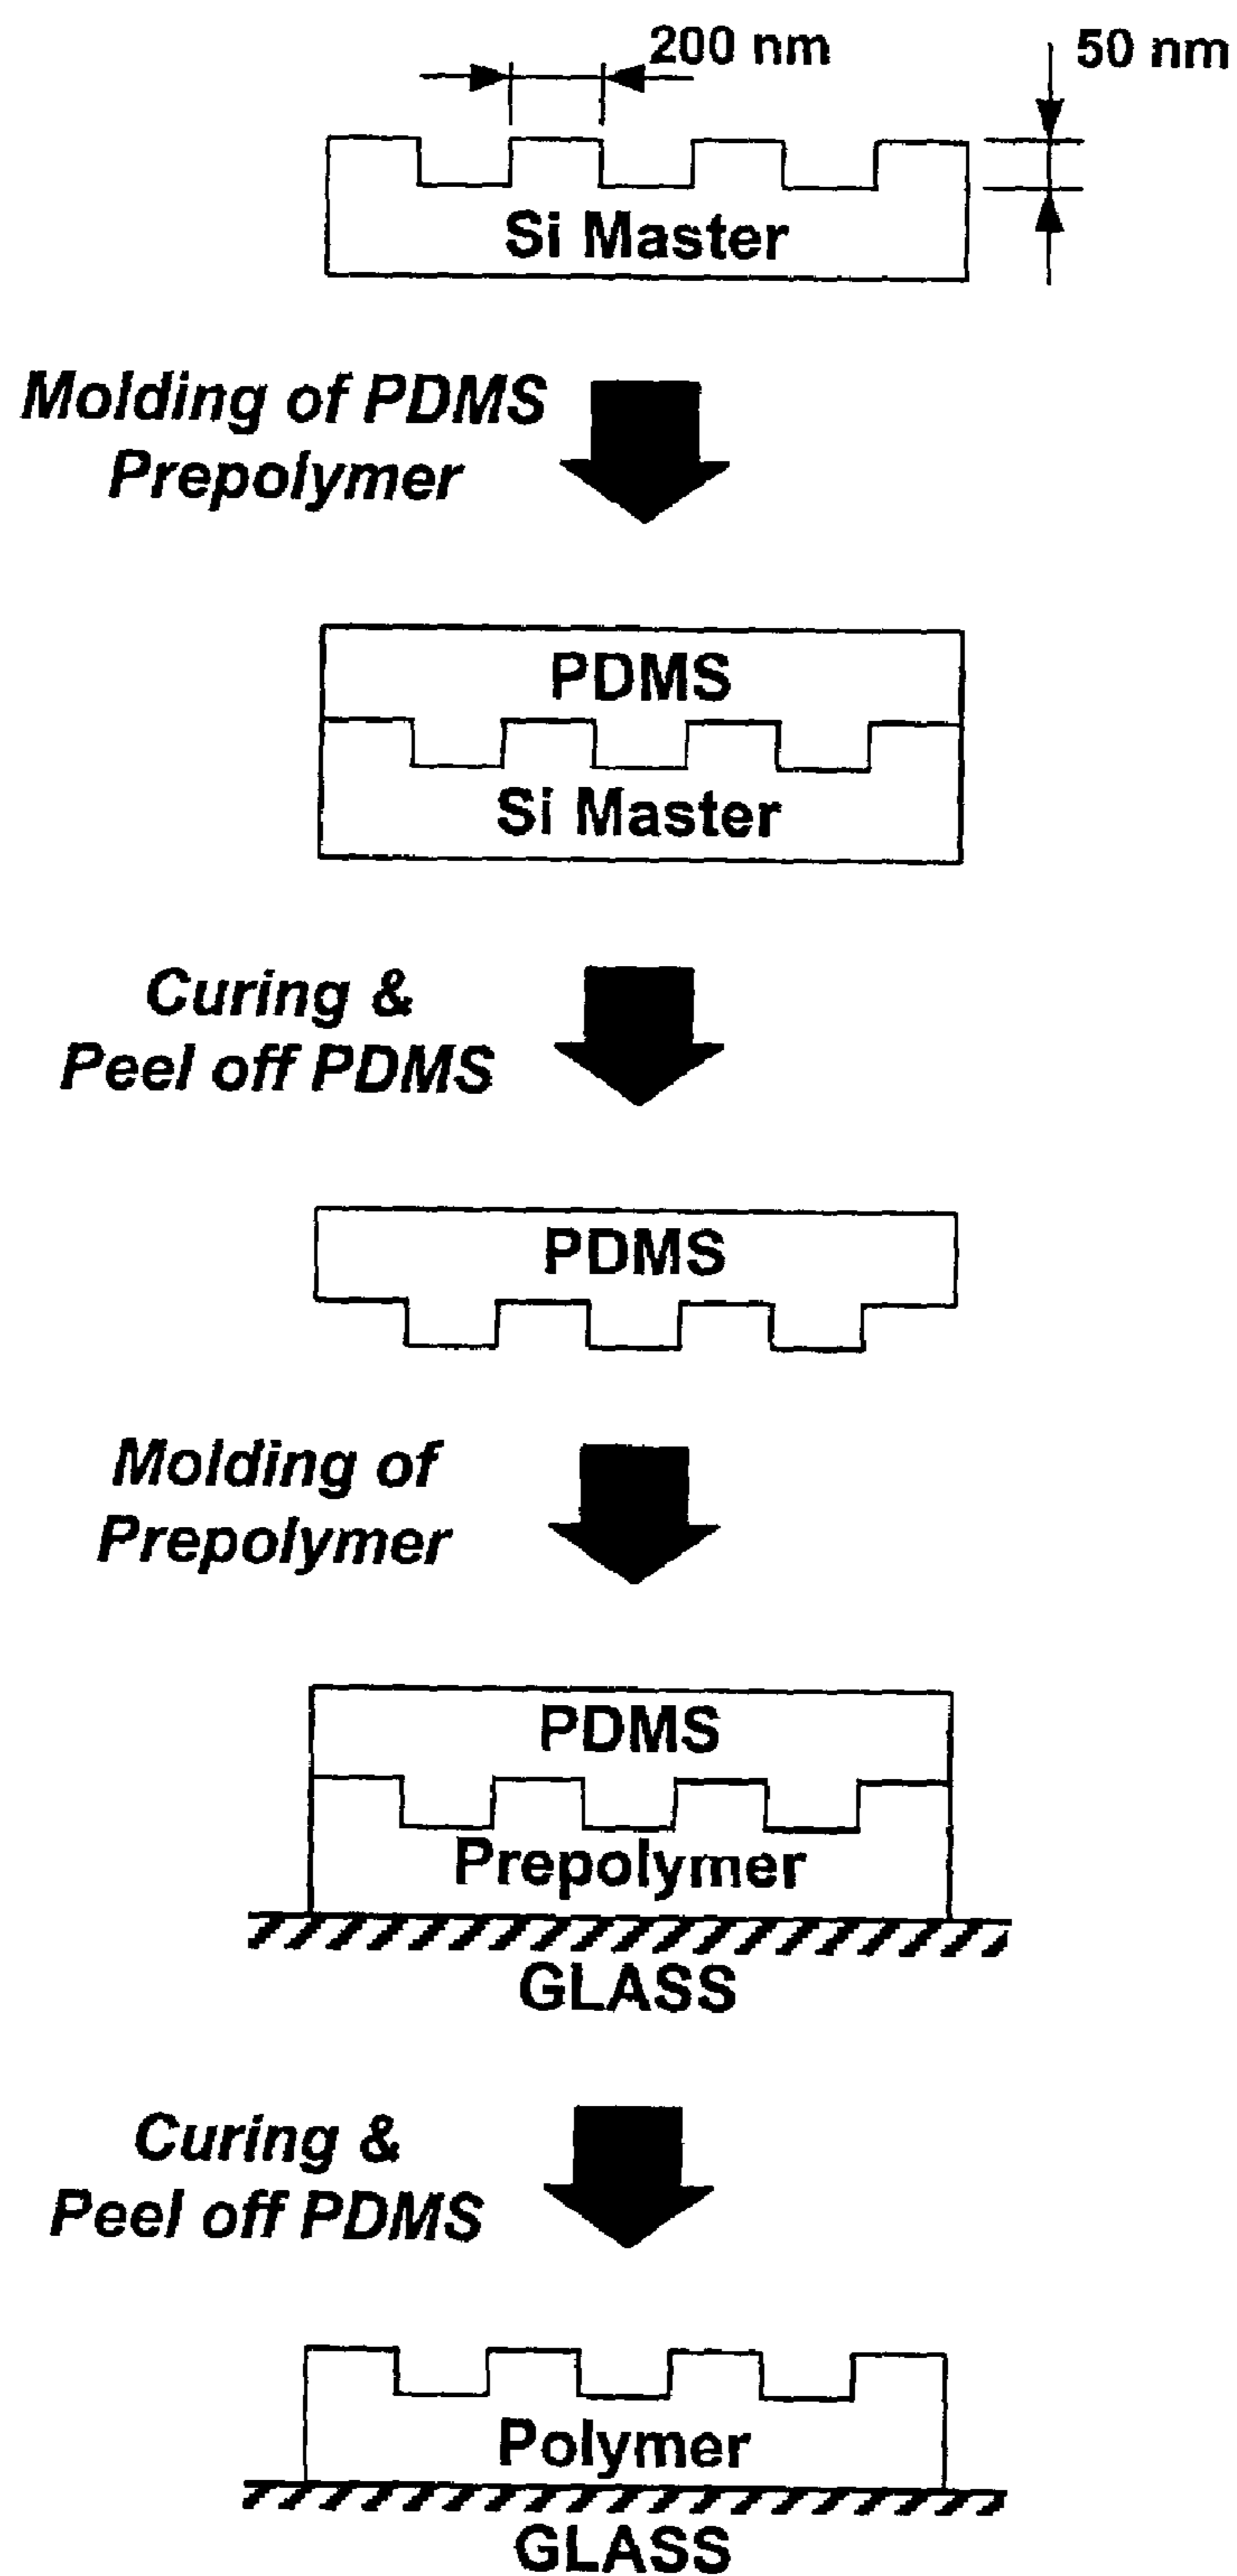 200 nm
50 nm
Si Master
Molding of PDMS
Prepolymer
PDMS
Si Master
Curing &
Peel off PDMS
PDMS
Molding of
Prepolymer
PDMS
Prepolymer
GLASS
Curing &
Peel off PDMS
Polymer
GLASS